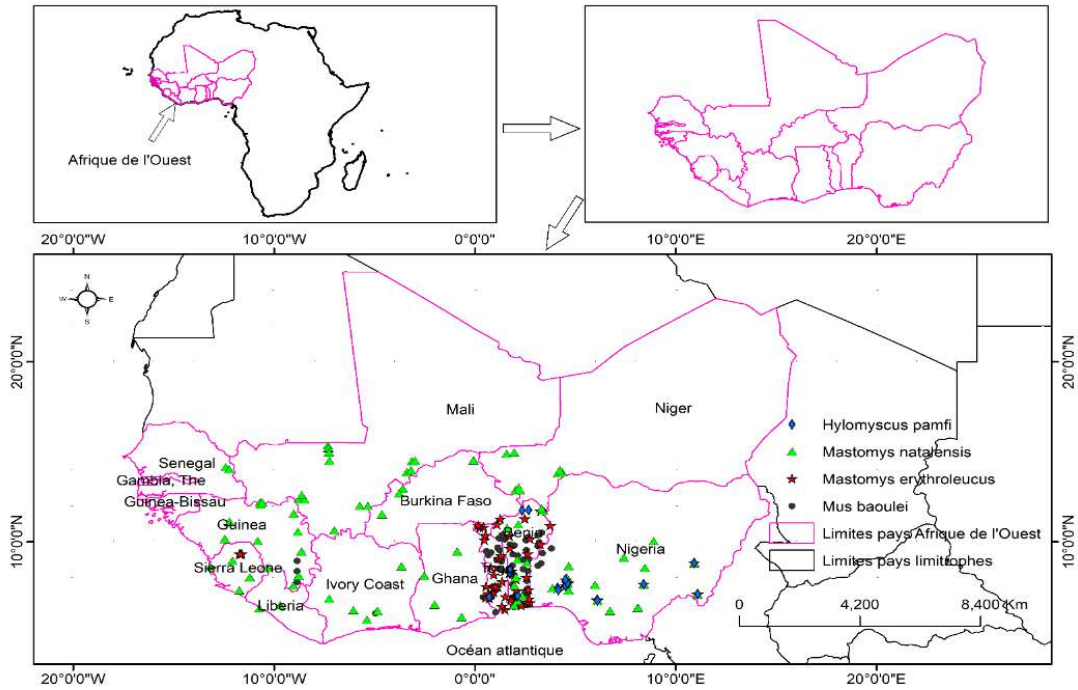 Afrique de l'Ouest
20°0'0"W
10°0'0"W
0°0'0"
10°0'0"E
20°0'0"E
N
W
E
S
20°0'0"N
20°0'0"N
Mali
Niger
Hylomyscus pamfi
Mastomys natalensis
Mastomys erythroleucus
Mus baoulei
Limites pays Afrique de l'Ouest
Limites pays limitrophes
Senegal
Gambia, The
Guinea-Bissau
Burkina Faso
Guinea
Benin
10°0'0"N
10°0'0"N
Nigeria
Sierra Leone
Ivory Coast
Ghana
Togo
Liberia
0
4,200
8,400 Km
Océan atlantique
20°0'0"W
10°0'0"W
0°0'0"
10°0'0"E
20°0'0"E